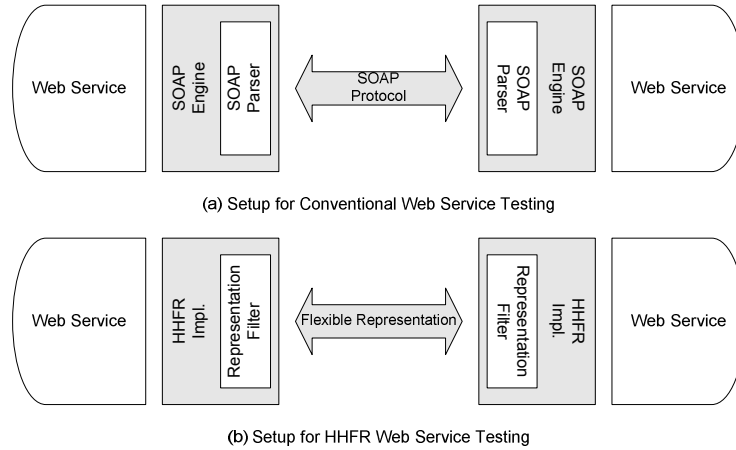 Web Service
SOAP
Engine
SOAP
Parser
SOAP
Protocol
SOAP
Parser
SOAP
Engine
Web Service
(a) Setup for Conventional Web Service Testing
Web Service
HHFR
Impl.
Representation
Filter
Flexible Representation
Representation
Filter
HHFR
Impl.
Web Service
(b) Setup for HHFR Web Service Testing